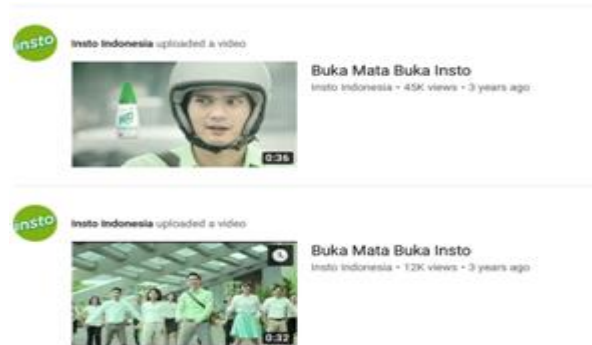 insto
Insto Indonesia uploaded a video
Buka Mata Buka Insto
Insto Indonesia • 45K views • 3 years ago
0:36
insto
Insto Indonesia uploaded a video
Buka Mata Buka Insto
Insto Indonesia • 12K views • 3 years ago
0:32